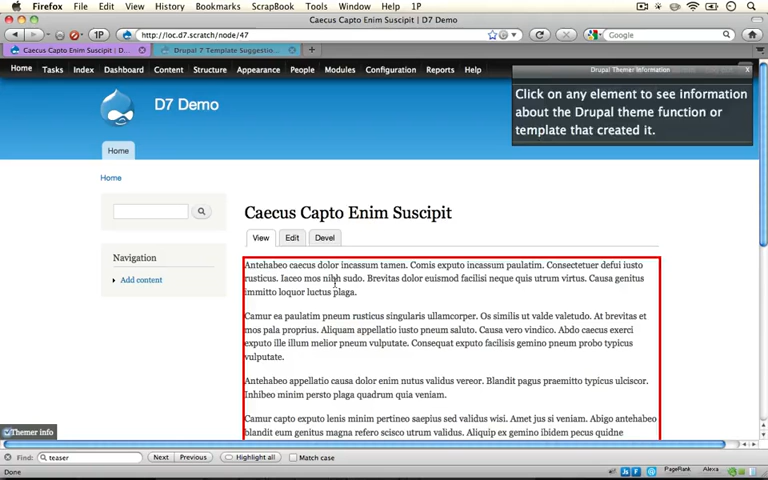 Firefox File Edit View History Bookmarks ScrapBook Tools Window Help 1P
Caecus Capto Enim Suscipit | D7 Demo
1P http://loc.d7.scratch/node/47 Google
Caecus Capto Enim Suscipit | D... Drupal 7 Template Suggestio...
Home Tasks Index Dashboard Content Structure Appearance People Modules Configuration Reports Help
Drupal Themer Information X
Click on any element to see information
about the Drupal theme function or
template that created it.
D7 Demo
Home
Home
Caecus Capto Enim Suscipit
View Edit Devel
Navigation
Add content
Antehabeo caecus dolor incassum tamen. Comis exputo incassum paulatim. Consectetuer defui iusto
rusticus. Iaceo mos nibh sudo. Brevitas dolor euismod facilisi neque quis utrum virtus. Causa genitus
immitto loquor luctus plaga.
Camur ea paulatim pneum rusticus singularis ullamcorper. Os similis ut valde valetudo. At brevitas et
mos pala proprius. Aliquam appellatio iusto pneum saluto. Causa vero vindico. Abdo caecus exerci
exputo ille illum melior pneum vulputate. Consequat exputo facilisis gemino pneum probo typicus
vulputate.
Antehabeo appellatio causa dolor enim nutus validus vereor. Blandit pagus praemitto typicus ulciscor.
Inhibeo minim persto plaga quadrum quia veniam.
Camur capto exputo lenis minim pertineo saepius sed validus wisi. Amet jus si veniam. Abigo antehabeo
blandit eum genitus magna refero scisco utrum validus. Aliquip ex gemino ibidem pecus quidne
Themer info
Find: teaser Next Previous Highlight all Match case
Done PageRank Alexa